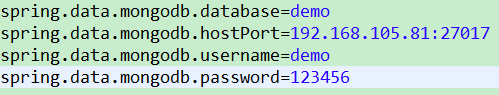 spring.data.mongodb.database=demo
spring.data.mongodb.hostPort=192.168.105.81:27017
spring.data.mongodb.username=demo
spring.data.mongodb.password=123456